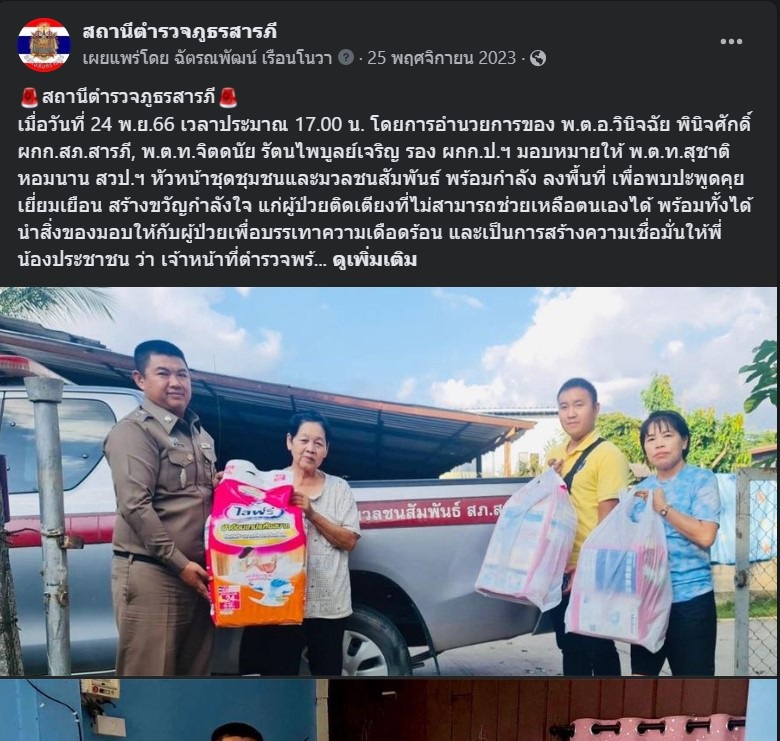 สถานีตำรวจภูธรสารภี
เผยแพร่โดย ฉัตรณพัฒน์ เรือนโนวา · 25 พฤศจิกายน 2023 ·
🚨สถานีตำรวจภูธรสารภี🚨
เมื่อวันที่ 24 พ.ย.66 เวลาประมาณ 17.00 น. โดยการอำนวยการของ พ.ต.อ.วินิจฉัย พินิจศักดิ์
ผกก.สภ.สารภี, พ.ต.ท.จิตดนัย รัตนไพบูลย์เจริญ รอง ผกก.ป.ฯ มอบหมายให้ พ.ต.ท.สุชาติ
หอมนาน สวป.ฯ หัวหน้าชุดชุมชนและมวลชนสัมพันธ์ พร้อมกำลัง ลงพื้นที่ เพื่อพบปะพูดคุย
เยี่ยมเยือน สร้างขวัญกำลังใจ แก่ผู้ป่วยติดเตียงที่ไม่สามารถช่วยเหลือตนเองได้ พร้อมทั้งได้
นำสิ่งของมอบให้กับผู้ป่วยเพื่อบรรเทาความเดือดร้อน และเป็นการสร้างความเชื่อมั่นให้พี่
น้องประชาชน ว่า เจ้าหน้าที่ตำรวจพร้... ดูเพิ่มเติม
ไลฟ์รี่
มวลชนสัมพันธ์ สภ.ส